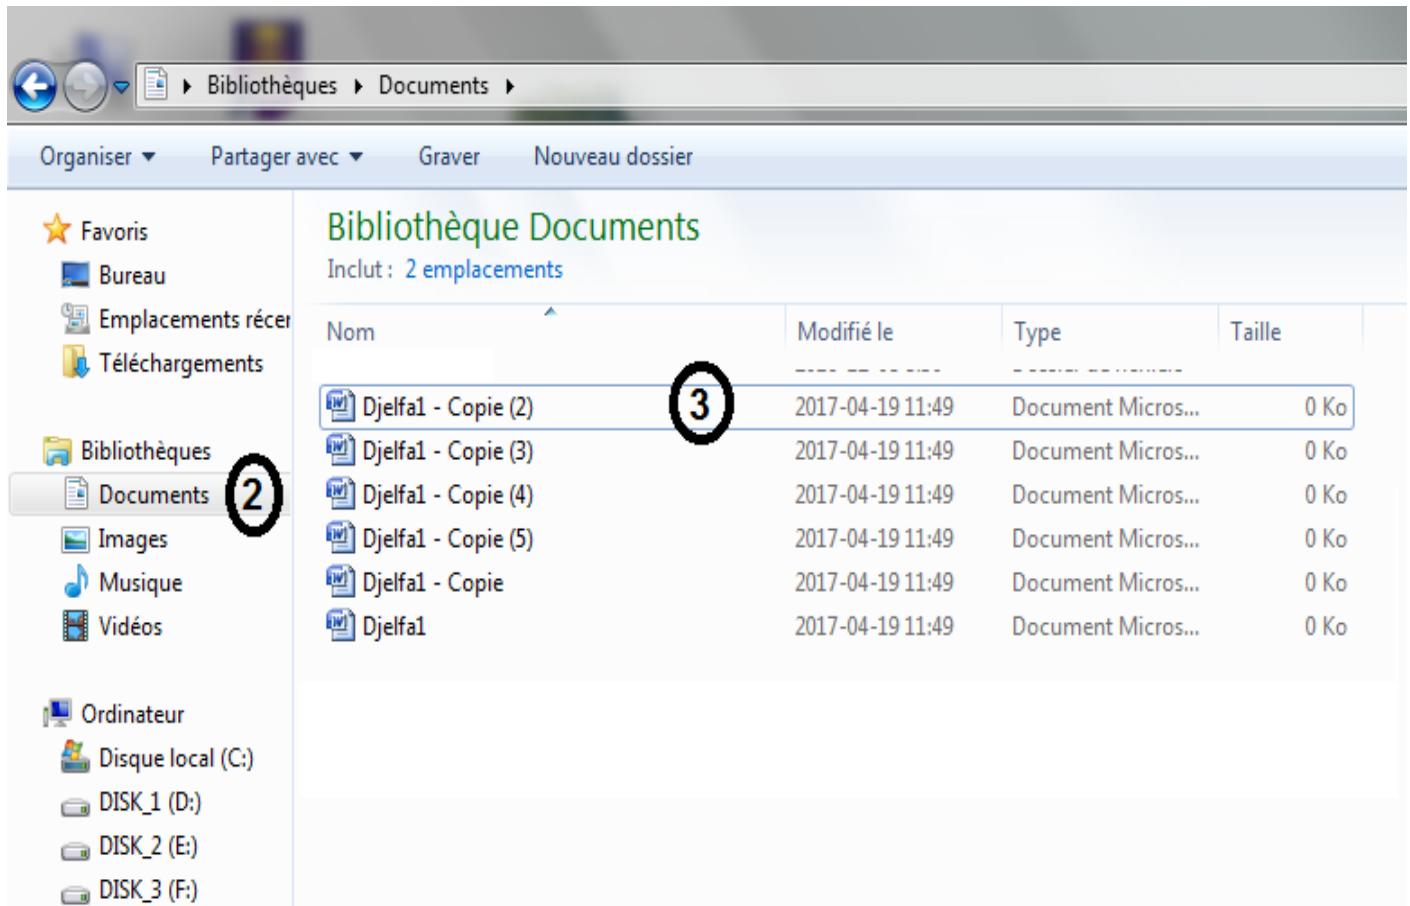 Bibliothèques Documents
Organiser Partager avec Graver Nouveau dossier
Favoris
Bureau
Emplacements récen
Téléchargements
Bibliothèques
Documents 2
Images
Musique
Vidéos
Ordinateur
Disque local (C:)
DISK_1 (D:)
DISK_2 (E:)
DISK_3 (F:)
Bibliothèque Documents
Inclut : 2 emplacements
Nom Modifié le Type Taille
Djelfa1 - Copie (2) 3 2017-04-19 11:49 Document Micros... 0 Ko
Djelfa1 - Copie (3) 2017-04-19 11:49 Document Micros... 0 Ko
Djelfa1 - Copie (4) 2017-04-19 11:49 Document Micros... 0 Ko
Djelfa1 - Copie (5) 2017-04-19 11:49 Document Micros... 0 Ko
Djelfa1 - Copie 2017-04-19 11:49 Document Micros... 0 Ko
Djelfa1 2017-04-19 11:49 Document Micros... 0 Ko